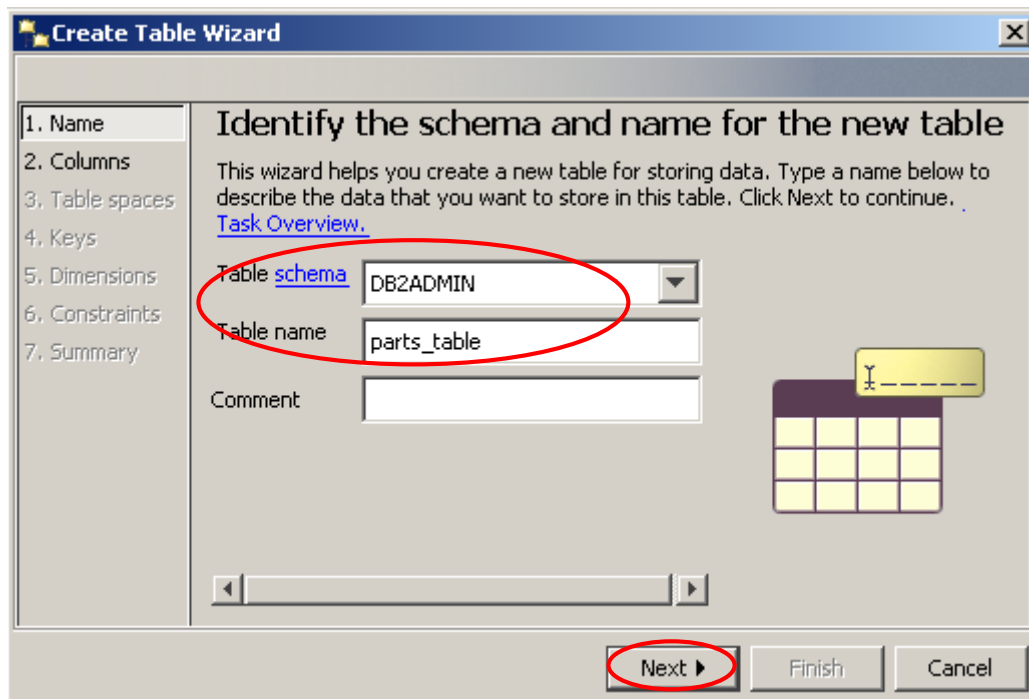 Create Table Wizard
1. Name
2. Columns
3. Table spaces
4. Keys
5. Dimensions
6. Constraints
7. Summary
Identify the schema and name for the new table
This wizard helps you create a new table for storing data. Type a name below to
describe the data that you want to store in this table. Click Next to continue.
Task Overview.
Table schema DB2ADMIN
Table name parts_table
Comment
Next
Finish
Cancel